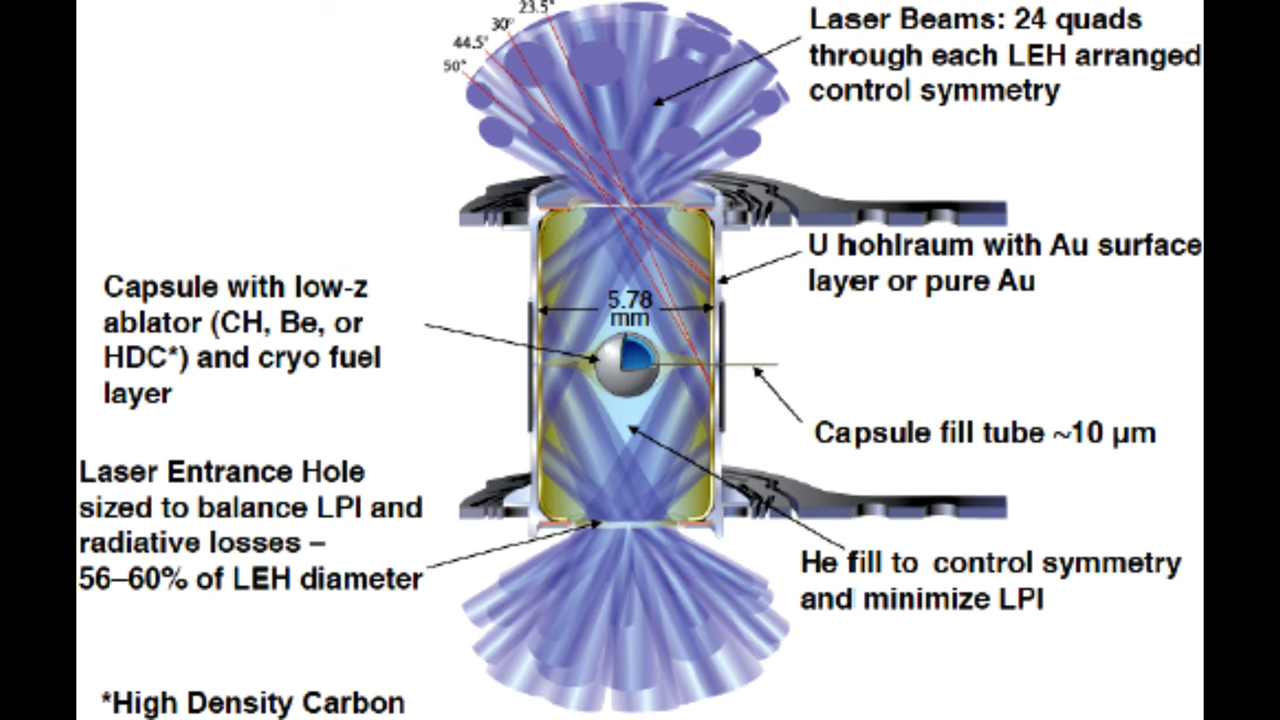 23.5°
30°
44.5°
50°
Laser Beams: 24 quads
through each LEH arranged
control symmetry
U hohlraum with Au surface
layer or pure Au
Capsule with low-z
ablator (CH, Be, or
HDC*) and cryo fuel
layer
5.78
mm
Capsule fill tube ~10 µm
Laser Entrance Hole
sized to balance LPI and
radiative losses –
56–60% of LEH diameter
He fill to control symmetry
and minimize LPI
*High Density Carbon